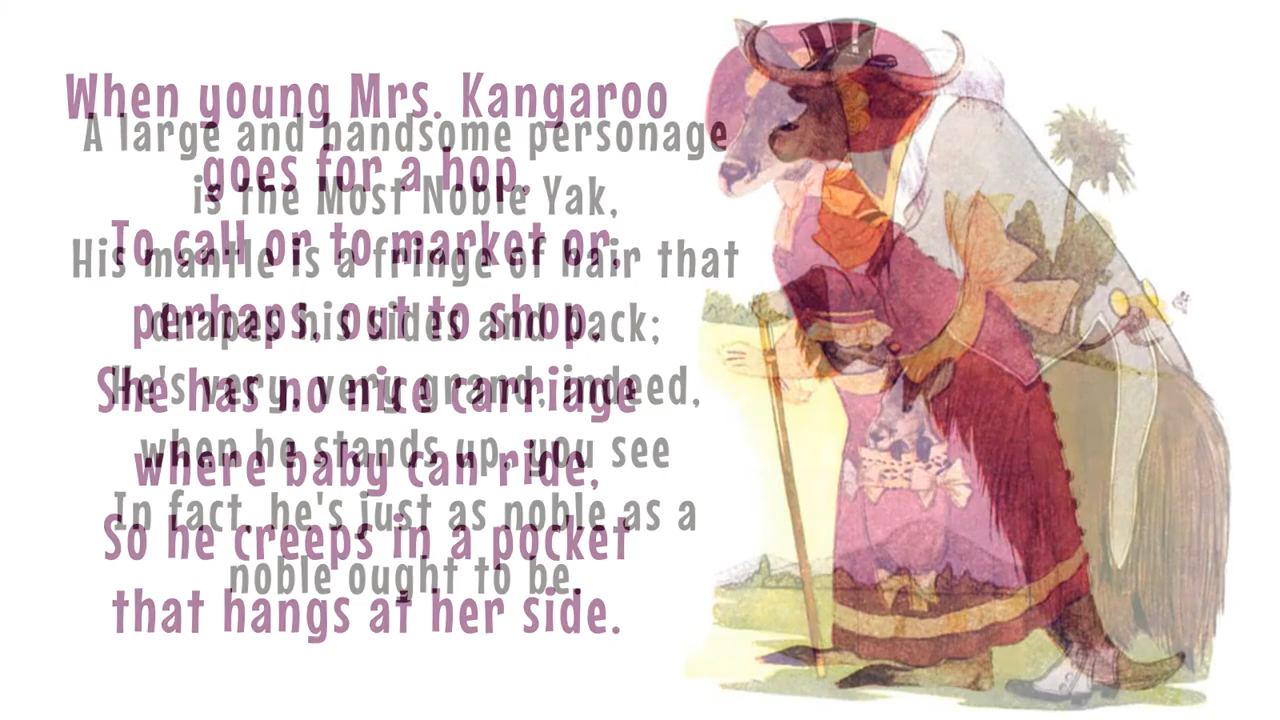 When young Mrs. Kangaroo
goes for a hop,
To call or to market or,
perhaps, out to shop,
She has no nice carriage
where baby can ride,
So he creeps in a pocket
that hangs at her side.
A large and handsome personage
is the Most Noble Yak,
His mantle is a fringe of hair that
drapes his sides and back;
He's very, very grand, indeed,
when he stands up, you see
In fact, he's just as noble as a
noble ought to be.